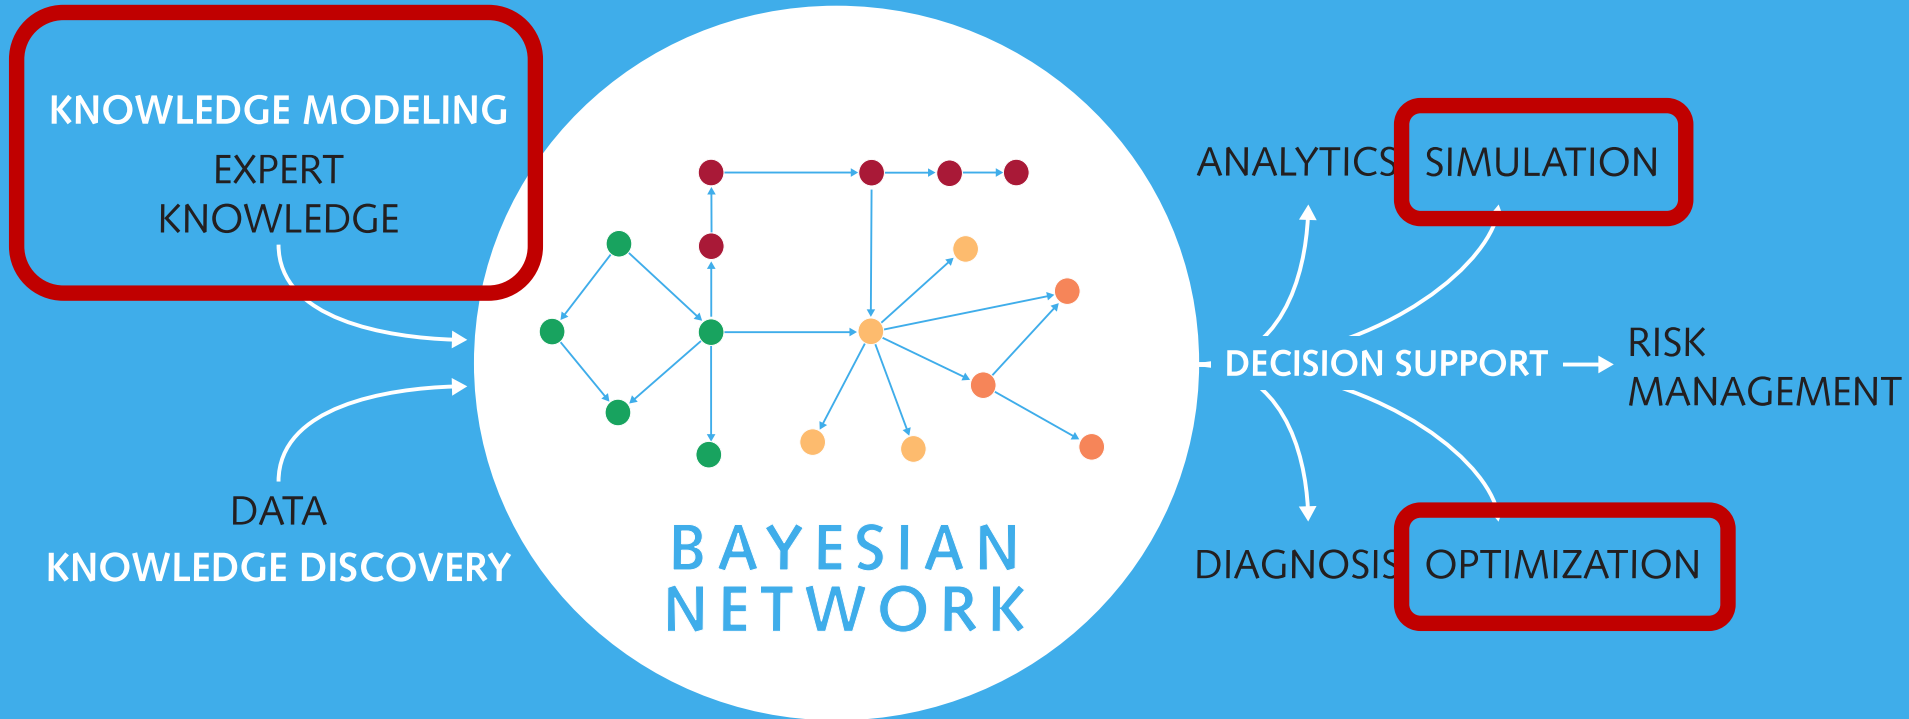 KNOWLEDGE MODELING
EXPERT
KNOWLEDGE
DATA
KNOWLEDGE DISCOVERY
BAYESIAN
NETWORK
ANALYTICS
SIMULATION
DECISION SUPPORT
RISK
MANAGEMENT
DIAGNOSIS
OPTIMIZATION